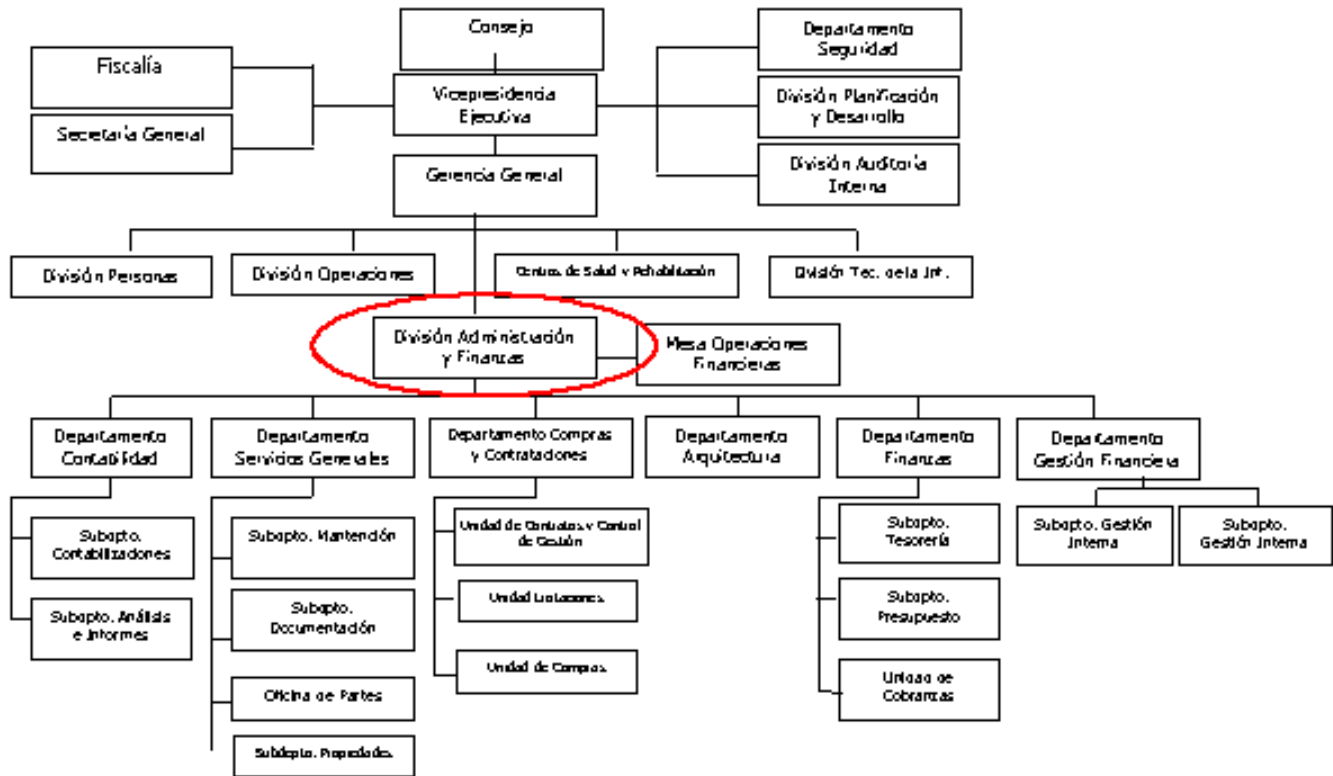 Consejo
Departamento
Seguridad
Fiscalía
Vicepresidencia
Ejecutiva
División Planificación
y Desarrollo
Secretaría General
Gerencia General
División Auditoría
Interna
División Personas
División Operaciones
Centros de Salud y Rehabilitación
División Tec. de la Inf.
División Administración
y Finanzas
Mesa Operaciones
Financieras
Departamento
Contabilidad
Departamento
Servicios Generales
Departamento Compras
y Contrataciones
Departamento
Arquitectura
Departamento
Finanzas
Departamento
Gestión Financiera
Subdpto.
Contabilizaciones
Subdpto. Análisis
e Informes
Subdpto. Mantención
Subdpto.
Documentación
Oficina de Partes
Subdepto. Propiedades
Unidad de Contratos y Control
de Gestión
Unidad Licitaciones
Unidad de Compras
Subdpto.
Tesorería
Subdpto.
Presupuesto
Unidad de
Cobranzas
Subdpto. Gestión
Interna
Subdpto.
Gestión Interna